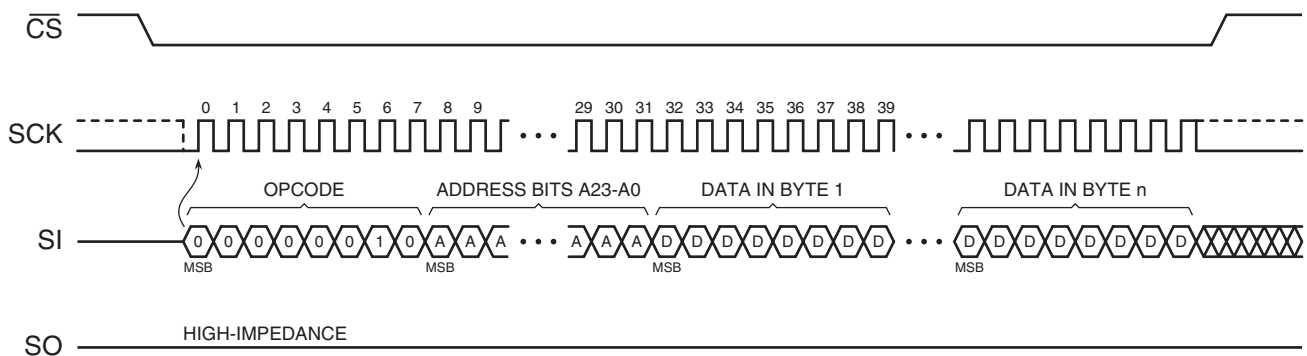 CS
SCK
0 1 2 3 4 5 6 7 8 9 29 30 31 32 33 34 35 36 37 38 39
OPCODE ADDRESS BITS A23-A0 DATA IN BYTE 1 DATA IN BYTE n
SI
0 0 0 0 0 0 1 0 A A A A A A D D D D D D D D D D D D D D D D
MSB MSB MSB MSB
SO
HIGH-IMPEDANCE